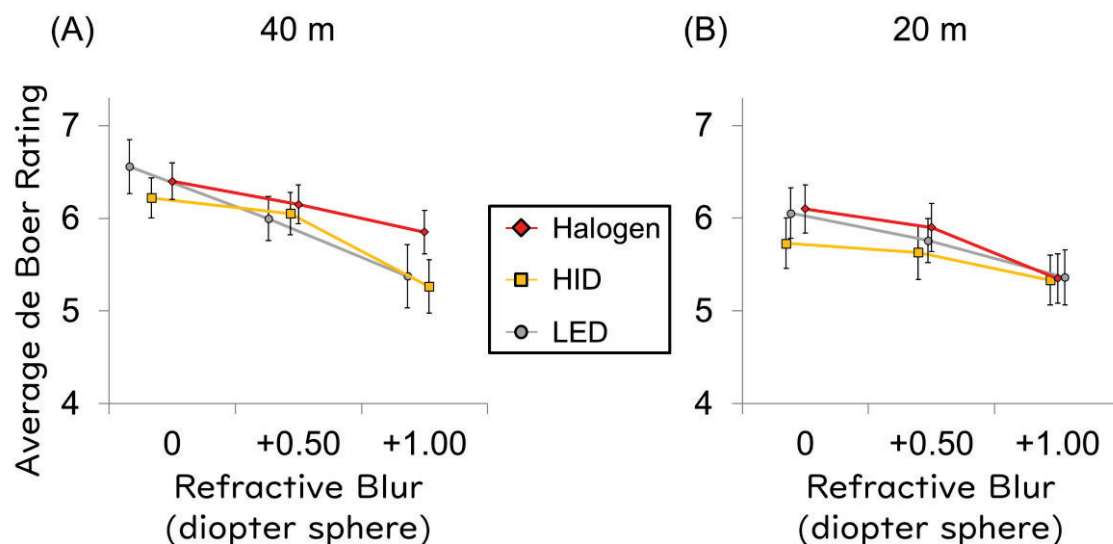 (A) 40 m
(B) 20 m
Average de Boer Rating
7
6
5
4
0 +0.50 +1.00
Refractive Blur
(diopter sphere)
Halogen
HID
LED
7
6
5
4
0 +0.50 +1.00
Refractive Blur
(diopter sphere)